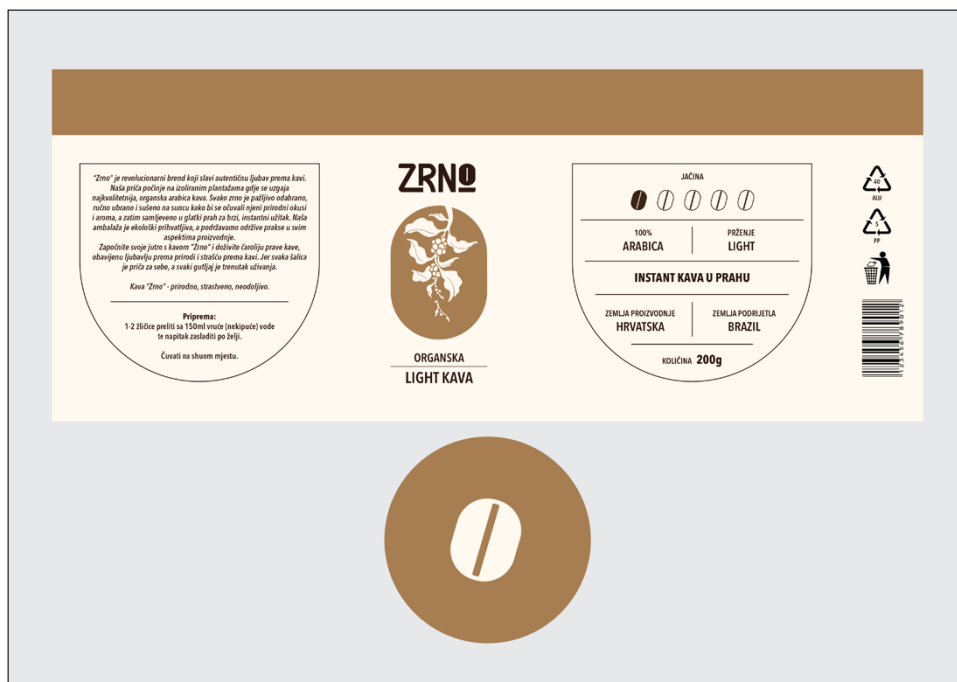 "Zrno" je revolucionarni brend koji slavi autentičnu ljubav prema kavi.
Naša priča počinje na izoliranim plantažama gdje se uzgaja
najkvalitetnija, organska arabica kava. Svako zrno je pažljivo odabrano,
ručno ubrano i sušeno na suncu kako bi se očuvali njeni prirodni okusi
i aroma, a zatim samljeveno u glatki prah za brzi, instantni užitak. Naša
ambalaža je ekološki prihvatljiva, a podržavamo održive prakse u svim
aspektima proizvodnje.
Započnite svoje jutro s kavom "Zrno" i doživite čaroliju prave kave,
obavijenu ljubavlju prema prirodi i strašću prema kavi. Jer svaka šalica
je priča za sebe, a svaki gutljaj je trenutak uživanja.
Kava "Zrno" - prirodno, strastveno, neodoljivo.
Priprema:
1-2 žličice preliti sa 150ml vruće (nekipuće) vode
te napitak zasladiti po želji.
Čuvati na shuom mjestu.
ZRNO
ORGANSKA
LIGHT KAVA
JAČINA
100%
ARABICA
PRŽENJE
LIGHT
INSTANT KAVA U PRAHU
ZEMLJA PROIZVODNJE
HRVATSKA
ZEMLJA PODRIJETLA
BRAZIL
KOLIČINA 200g
40
ALU
5
PP
123456789012